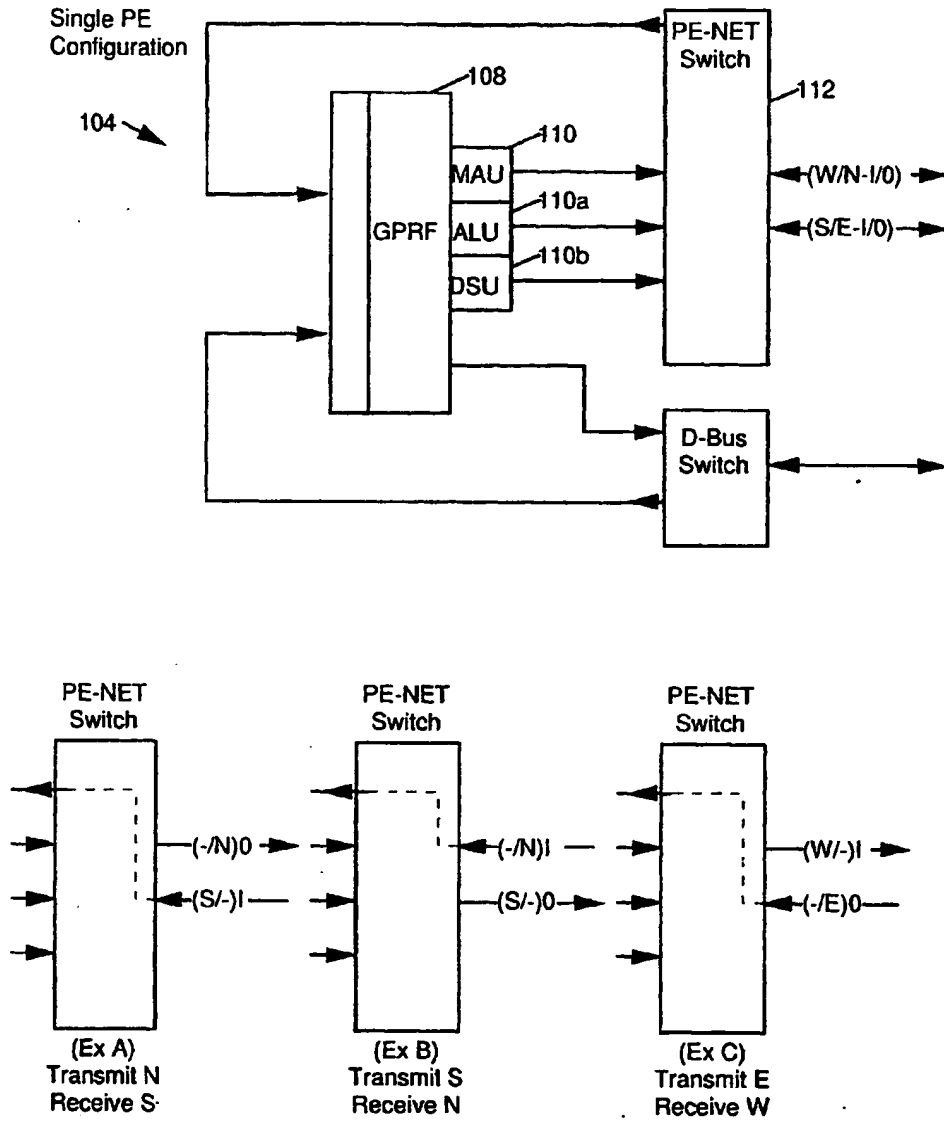 Single PE
Configuration
PE-NET
Switch
108
112
104
110
MAU
(W/N-I/0)
110a
GPRF
ALU
(S/E-I/0)
110b
DSU
D-Bus
Switch
PE-NET
Switch
PE-NET
Switch
PE-NET
Switch
(-/N)0
(-/N)I
(W/-)I
(S/-)I
(S/-)0
(-/E)0
(Ex A)
Transmit N
Receive S
(Ex B)
Transmit S
Receive N
(Ex C)
Transmit E
Receive W